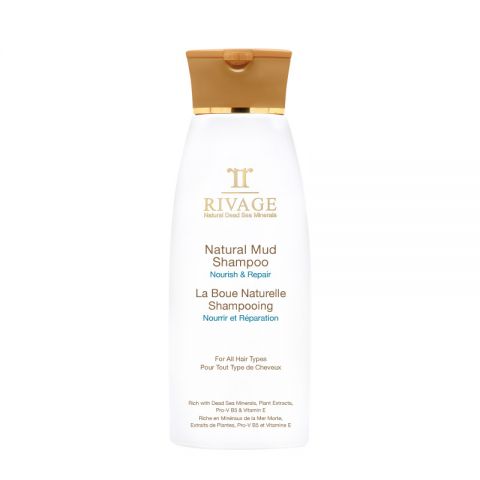 RIVAGE
Natural Dead Sea Minerals
Natural Mud
Shampoo
Nourish & Repair
La Boue Naturelle
Shampooing
Nourrir et Réparation
For All Hair Types
Pour Tout Type de Cheveux
Rich with Dead Sea Minerals, Plant Extracts,
Pro-V B5 & Vitamin E
Riche en Minéraux de la Mer Morte,
Extraits de Plantes, Pro-V B5 et Vitamine E